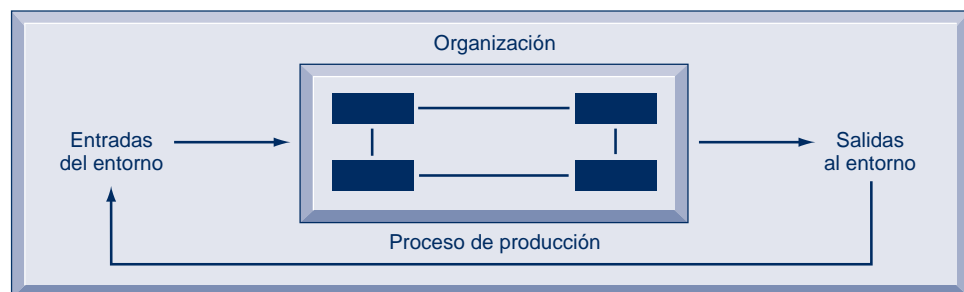 Organización
Entradas
del entorno
Salidas
al entorno
Proceso de producción